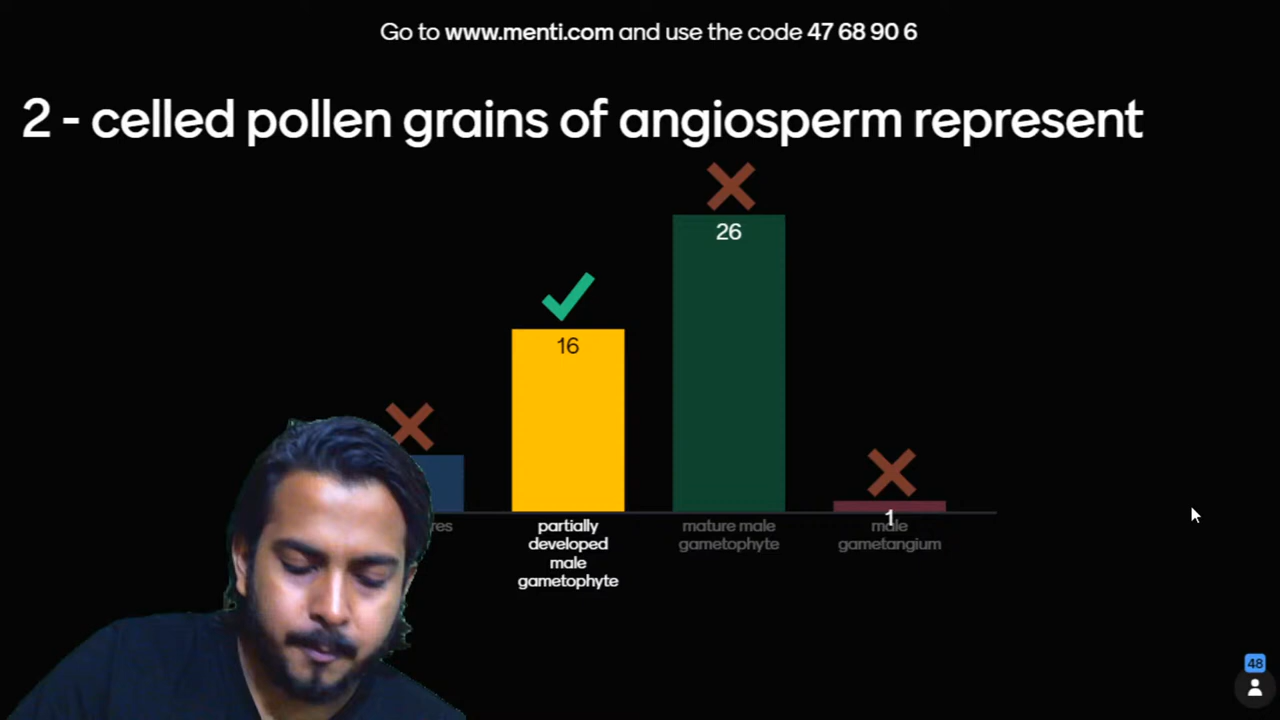 Go to www.menti.com and use the code 47 68 90 6
2 - celled pollen grains of angiosperm represent
26
16
1
partially
developed
male
gametophyte
mature male
gametophyte
male
gametangium
48